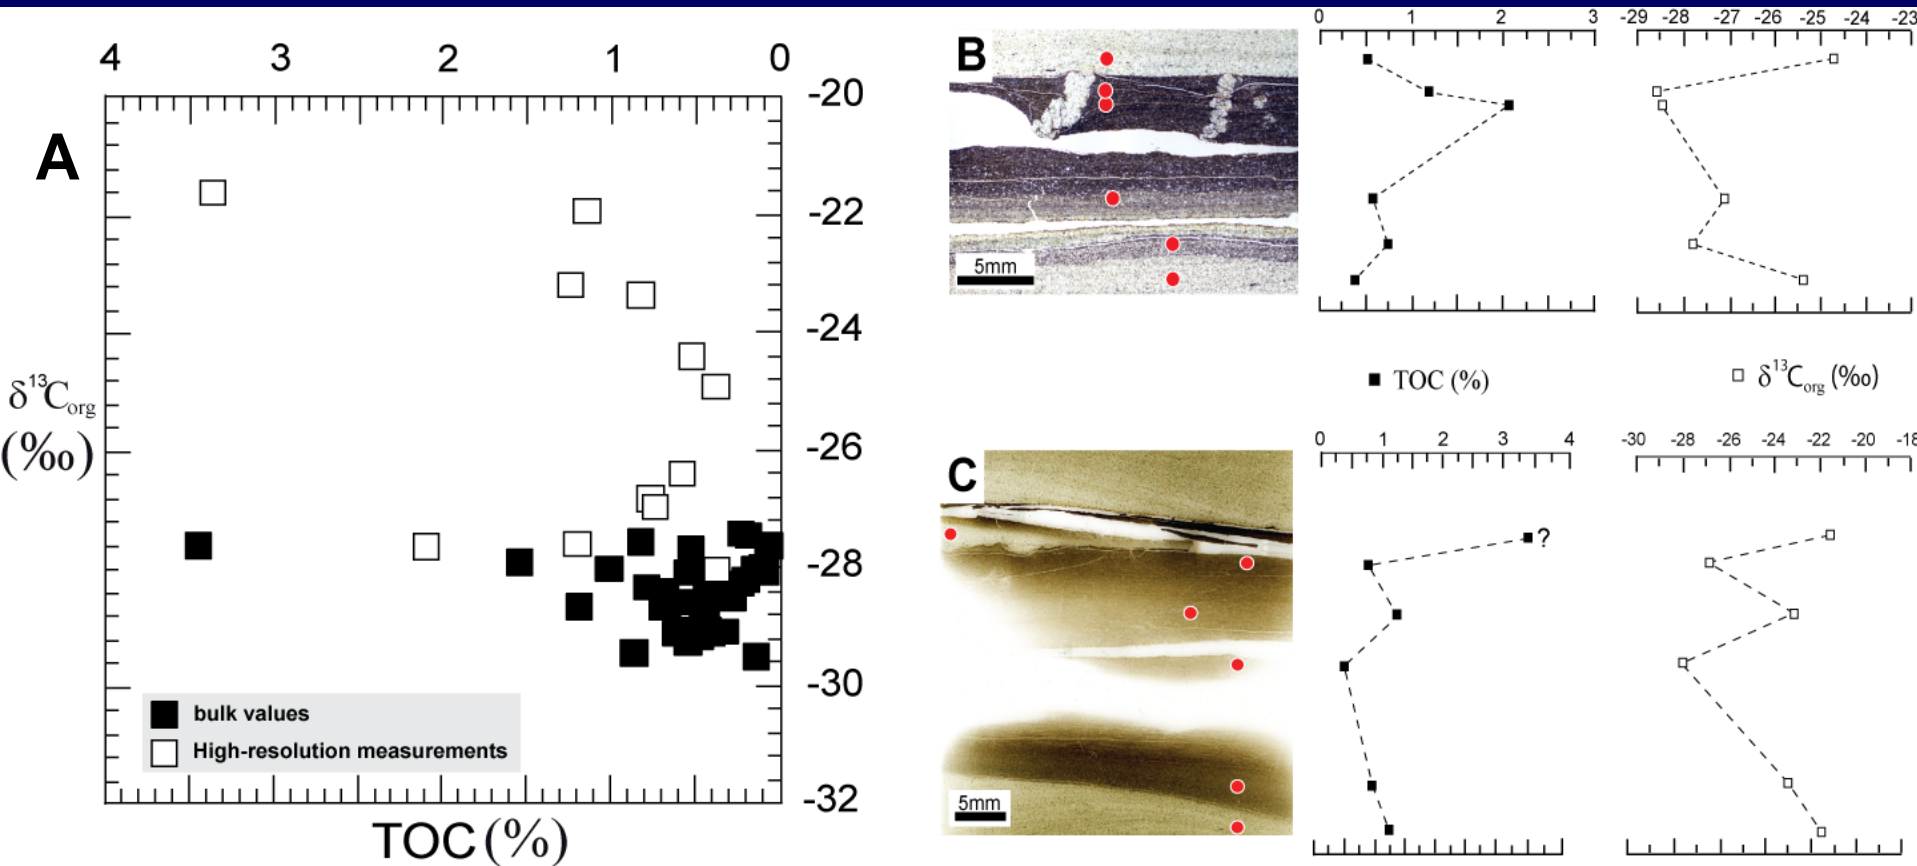 4 3 2 1 0
A
-20
-22
-24
-26
-28
-30
-32
δ¹³Corg
(‰)
bulk values
High-resolution measurements
TOC (%)
B
5mm
0 1 2 3
-29 -28 -27 -26 -25 -24 -23
TOC (%)
δ¹³Corg (‰)
C
5mm
0 1 2 3 4
-30 -28 -26 -24 -22 -20 -18
?